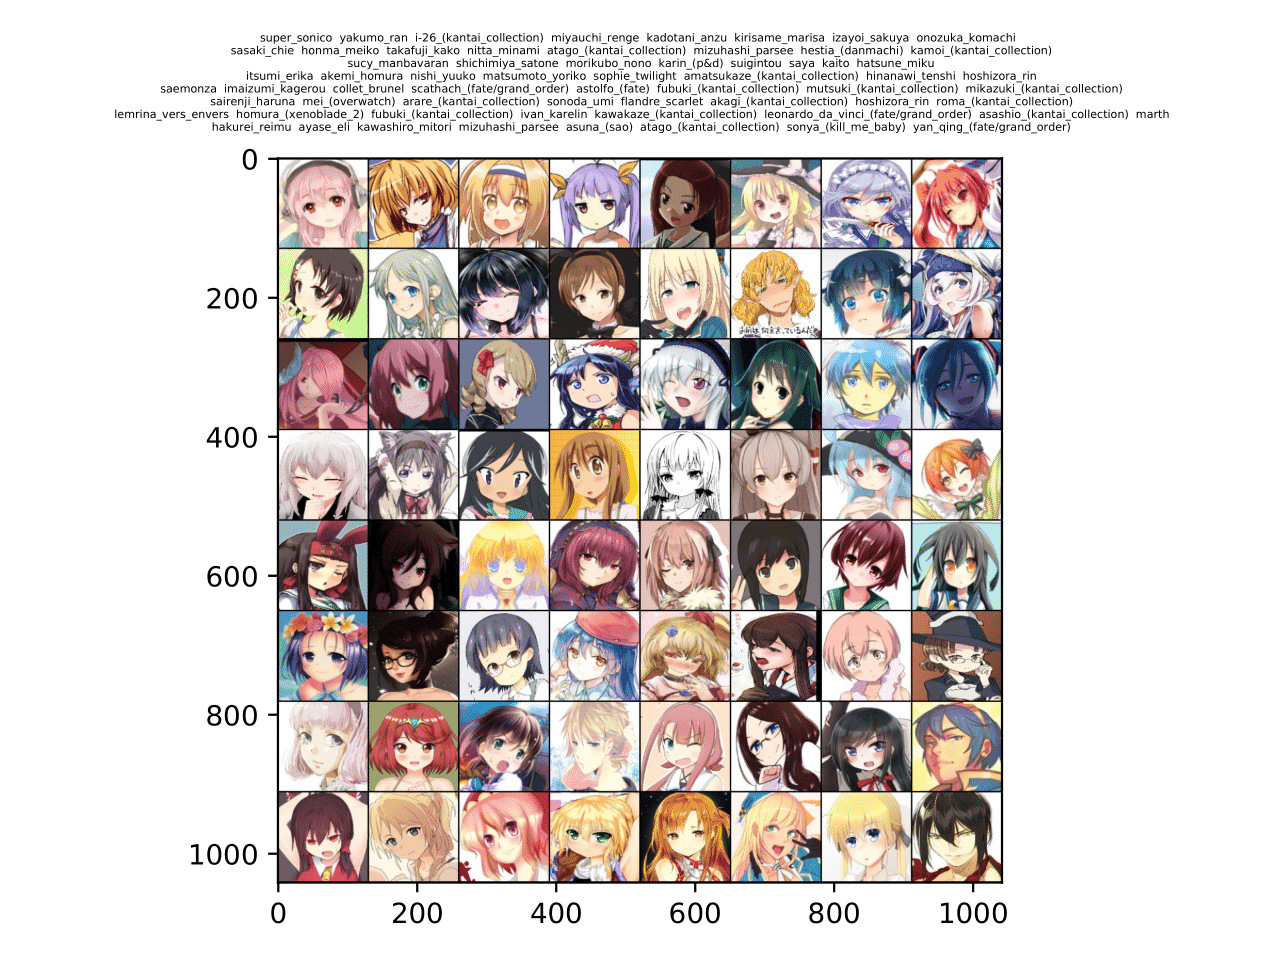 super_sonico yakumo_ran i-26_(kantai_collection) miyauchi_renge kadotani_anzu kirisame_marisa izayoi_sakuya onozuka_komachi
sasaki_chie honma_meiko takafuji_kako nitta_minami atago_(kantai_collection) mizuhashi_parsee hestia_(danmachi) kamoi_(kantai_collection)
sucy_manbavaran shichimiya_satone morikubo_nono karin_(p&d) suigintou saya kaito hatsune_miku
itsumi_erika akemi_homura nishi_yuuko matsumoto_yoriko sophie_twilight amatsukaze_(kantai_collection) hinanawi_tenshi hoshizora_rin
saemonza imaizumi_kagerou collet_brunel scathach_(fate/grand_order) astolfo_(fate) fubuki_(kantai_collection) mutsuki_(kantai_collection) mikazuki_(kantai_collection)
sairenji_haruna mei_(overwatch) arare_(kantai_collection) sonoda_umi flandre_scarlet akagi_(kantai_collection) hoshizora_rin roma_(kantai_collection)
lemrina_vers_envers homura_(xenoblade_2) fubuki_(kantai_collection) ivan_karelin kawakaze_(kantai_collection) leonardo_da_vinci_(fate/grand_order) asashio_(kantai_collection) marth
hakurei_reimu ayase_eli kawashiro_mitori mizuhashi_parsee asuna_(sao) atago_(kantai_collection) sonya_(kill_me_baby) yan_qing_(fate/grand_order)
0
200
400
600
800
1000
0 200 400 600 800 1000